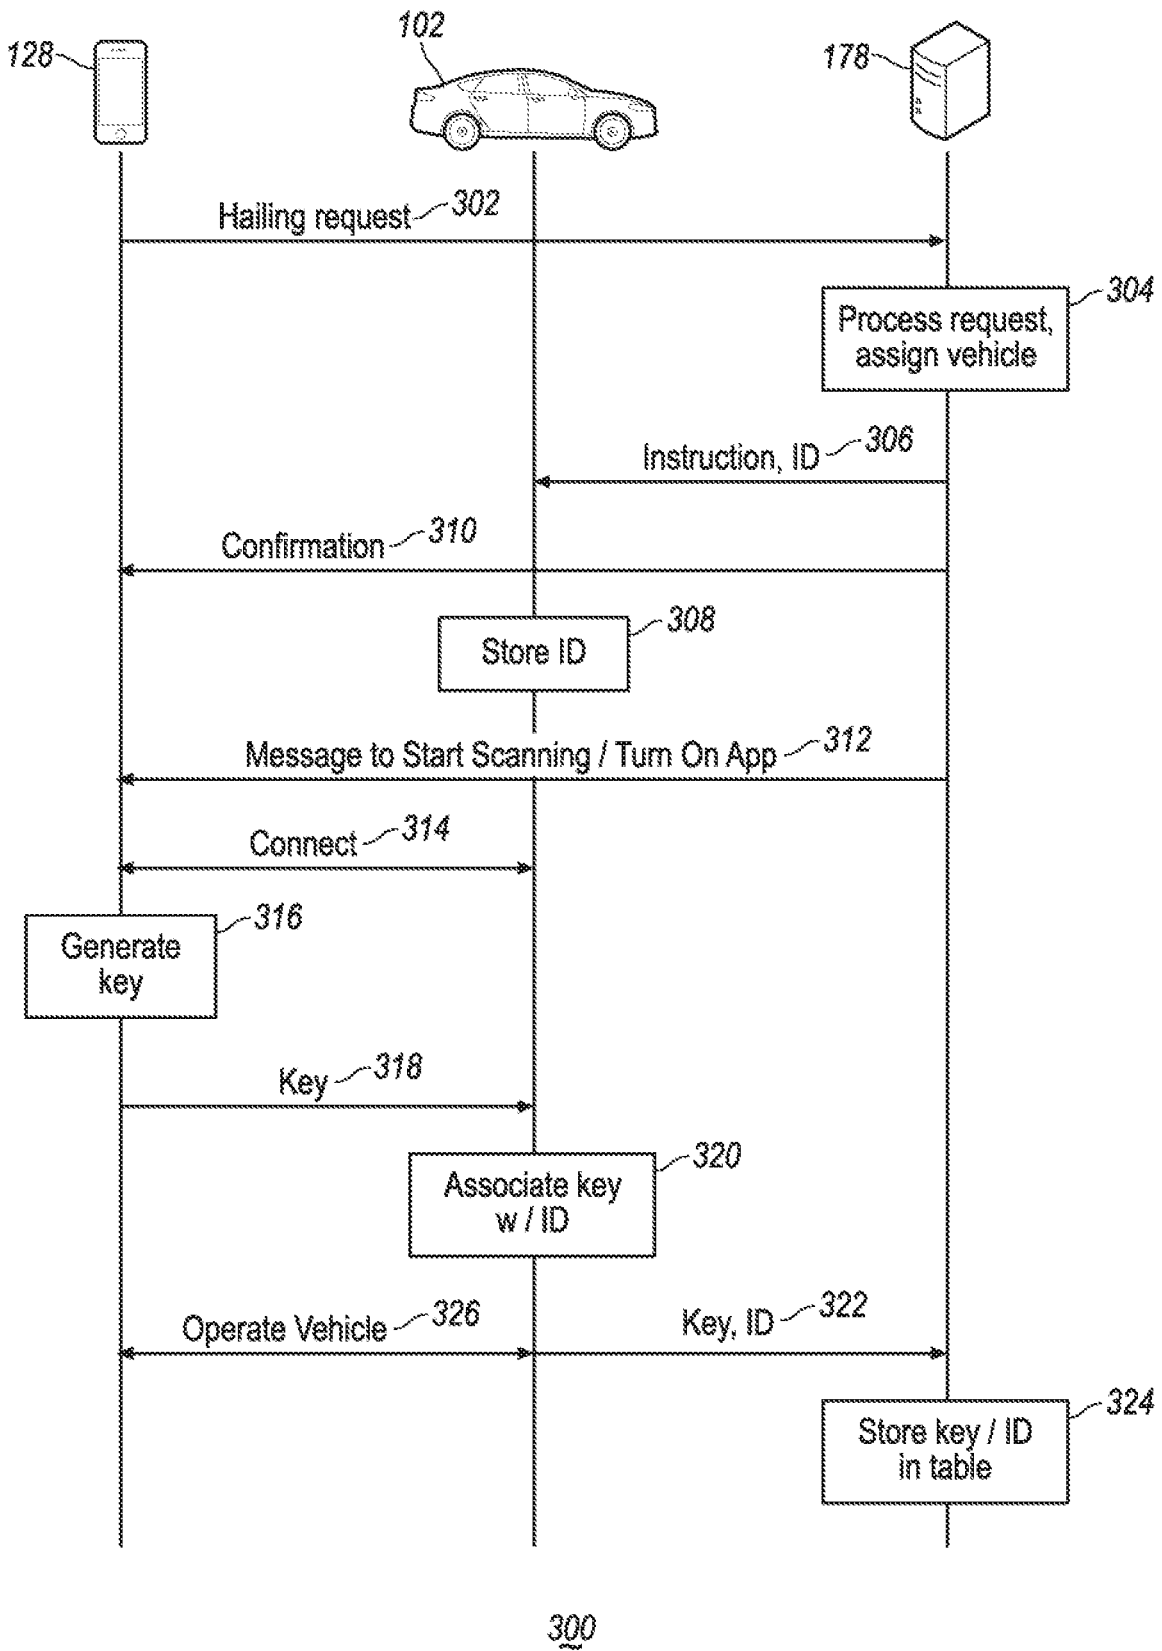 128
102
178
Hailing request 302
304
Process request,
assign vehicle
Instruction, ID 306
Confirmation 310
308
Store ID
Message to Start Scanning / Turn On App 312
Connect 314
316
Generate
key
Key 318
320
Associate key
w / ID
Operate Vehicle 326
Key, ID 322
324
Store key / ID
in table
300